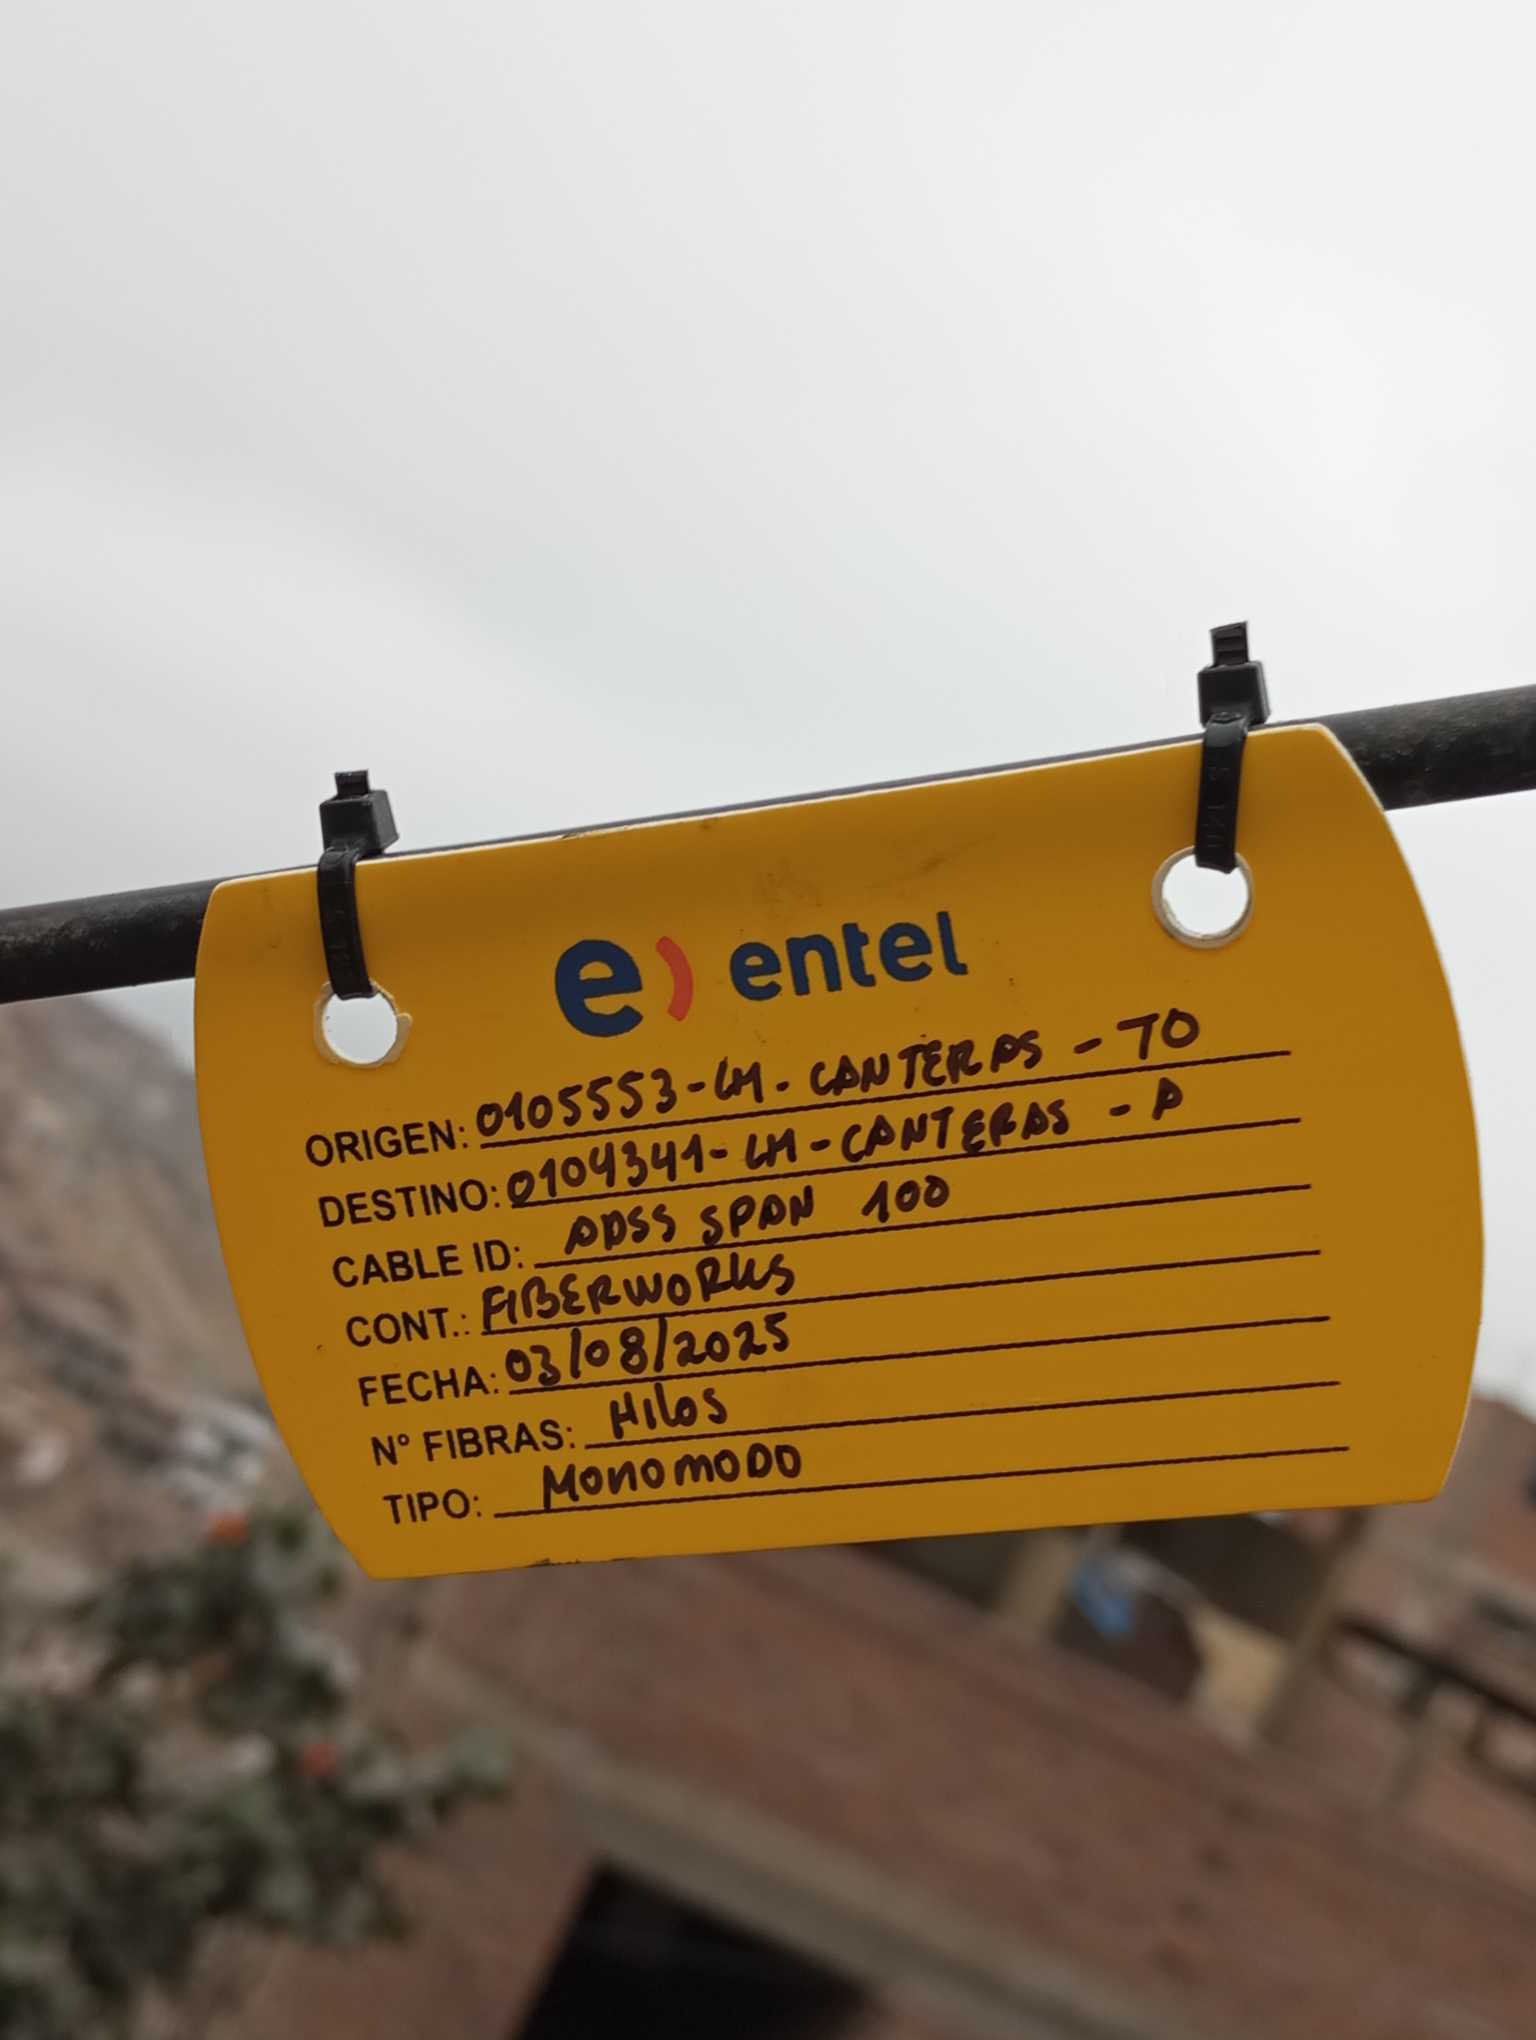 e) entel
ORIGEN: 0105553-LM-CANTERAS-TO
DESTINO: 0104341-LM-CANTERAS-A
CABLE ID: ADSS SPAN 100
CONT.: FIBERWORKS
FECHA: 03/08/2025
N° FIBRAS: Hilos
TIPO: MONOMODO